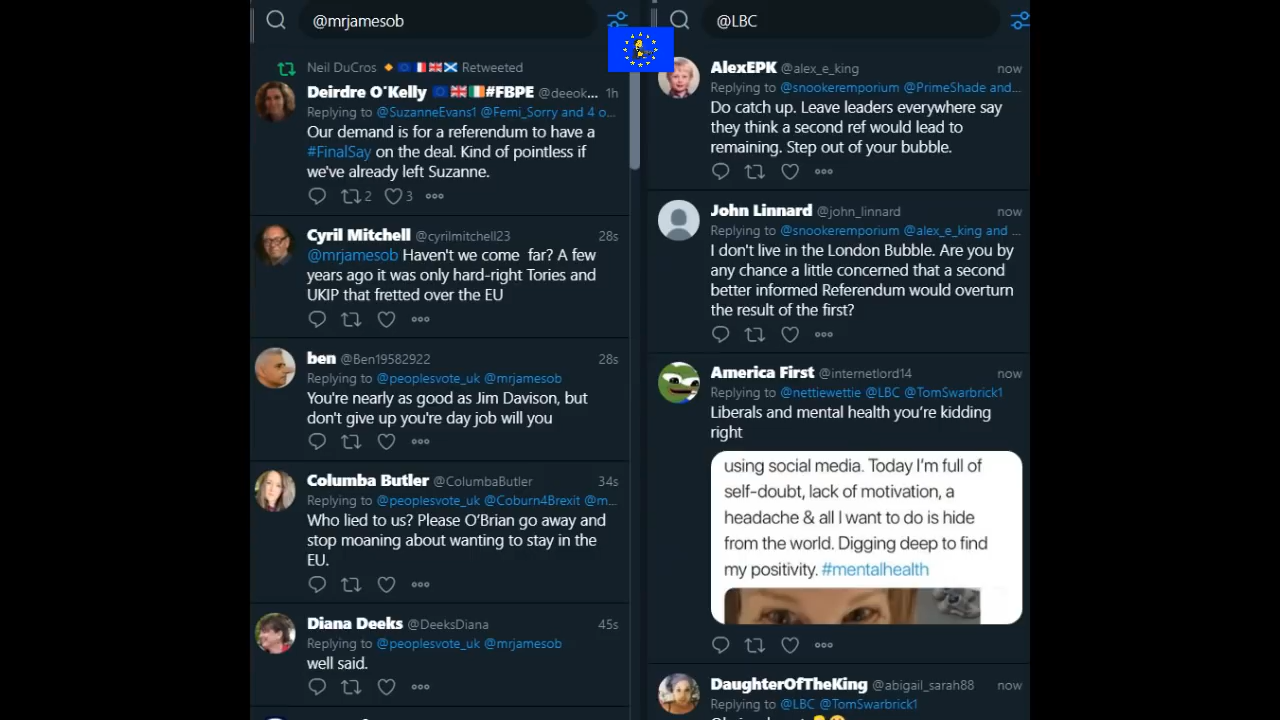 @mrjamesob
Neil DuCros 🔸 🇪🇺 🇫🇷🇬🇧🏴󠁧󠁢󠁳󠁣󠁴󠁿 Retweeted
Deirdre O´Kelly 🇪🇺🇬🇧🇮🇪#FBPE @deeok... 1h
Replying to @SuzanneEvans1 @Femi_Sorry and 4 o...
Our demand is for a referendum to have a
#FinalSay on the deal. Kind of pointless if
we've already left Suzanne.
2 3
Cyril Mitchell @cyrilmitchell23 28s
@mrjamesob Haven't we come far? A few
years ago it was only hard-right Tories and
UKIP that fretted over the EU
ben @Ben19582922 28s
Replying to @peoplesvote_uk @mrjamesob
You're nearly as good as Jim Davison, but
don't give up you're day job will you
Columba Butler @ColumbaButler 34s
Replying to @peoplesvote_uk @Coburn4Brexit @m...
Who lied to us? Please O’Brian go away and
stop moaning about wanting to stay in the
EU.
Diana Deeks @DeeksDiana 45s
Replying to @peoplesvote_uk @mrjamesob
well said.
@LBC
AlexEPK @alex_e_king now
Replying to @snookeremporium @PrimeShade and...
Do catch up. Leave leaders everywhere say
they think a second ref would lead to
remaining. Step out of your bubble.
John Linnard @john_linnard now
Replying to @snookeremporium @alex_e_king and ...
I don't live in the London Bubble. Are you by
any chance a little concerned that a second
better informed Referendum would overturn
the result of the first?
America First @internetlord14 now
Replying to @nettiewettie @LBC @TomSwarbrick1
Liberals and mental health you’re kidding
right
using social media. Today I'm full of
self-doubt, lack of motivation, a
headache & all I want to do is hide
from the world. Digging deep to find
my positivity. #mentalhealth
DaughterOfTheKing @abigail_sarah88 now
Replying to @LBC @TomSwarbrick1